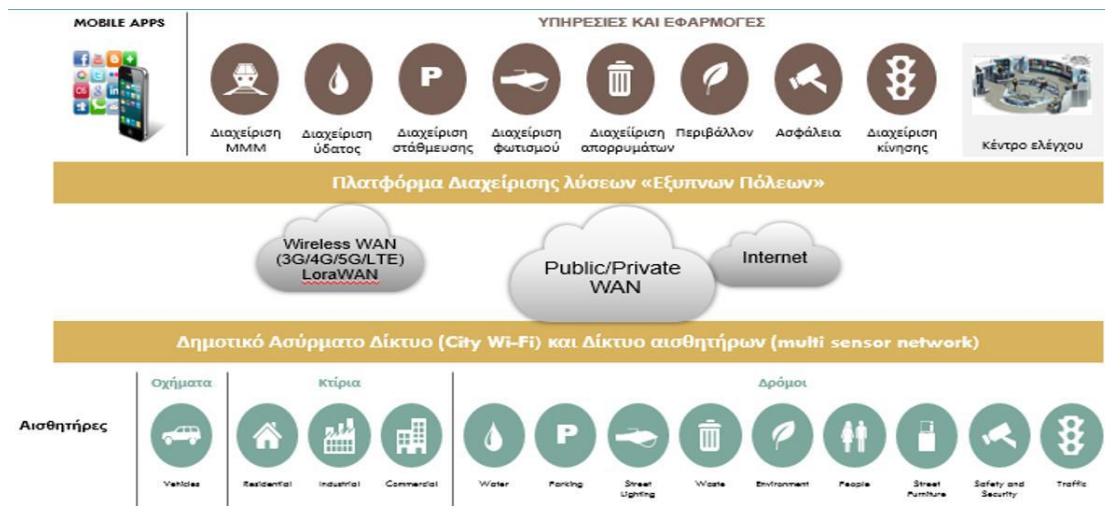 MOBILE APPS
ΥΠΗΡΕΣΙΕΣ ΚΑΙ ΕΦΑΡΜΟΓΕΣ
P
Διαχείριση
ΜΜΜ
Διαχείριση
ύδατος
Διαχείριση
στάθμευσης
Διαχείριση
φωτισμού
Διαχείίριση
απορρυμάτων
Περιβάλλον
Ασφάλεια
Διαχείριση
κίνησης
Κέντρο ελέγχου
Πλατφόρμα Διαχείρισης λύσεων «Εξυπνων Πόλεων»
Wireless WAN
(3G/4G/5G/LTE)
LoraWAN
Public/Private
WAN
Internet
Δημοτικό Ασύρματο Δίκτυο (City Wi-Fi) και Δίκτυο αισθητήρων (multi sensor network)
Οχήματα
Κτίρια
Δρόμοι
Αισθητήρες
P
Vehicles
Residential
Industrial
Commercial
Water
Parking
Street
Lighting
Waste
Environment
People
Street
Furniture
Safety and
Security
Traffic